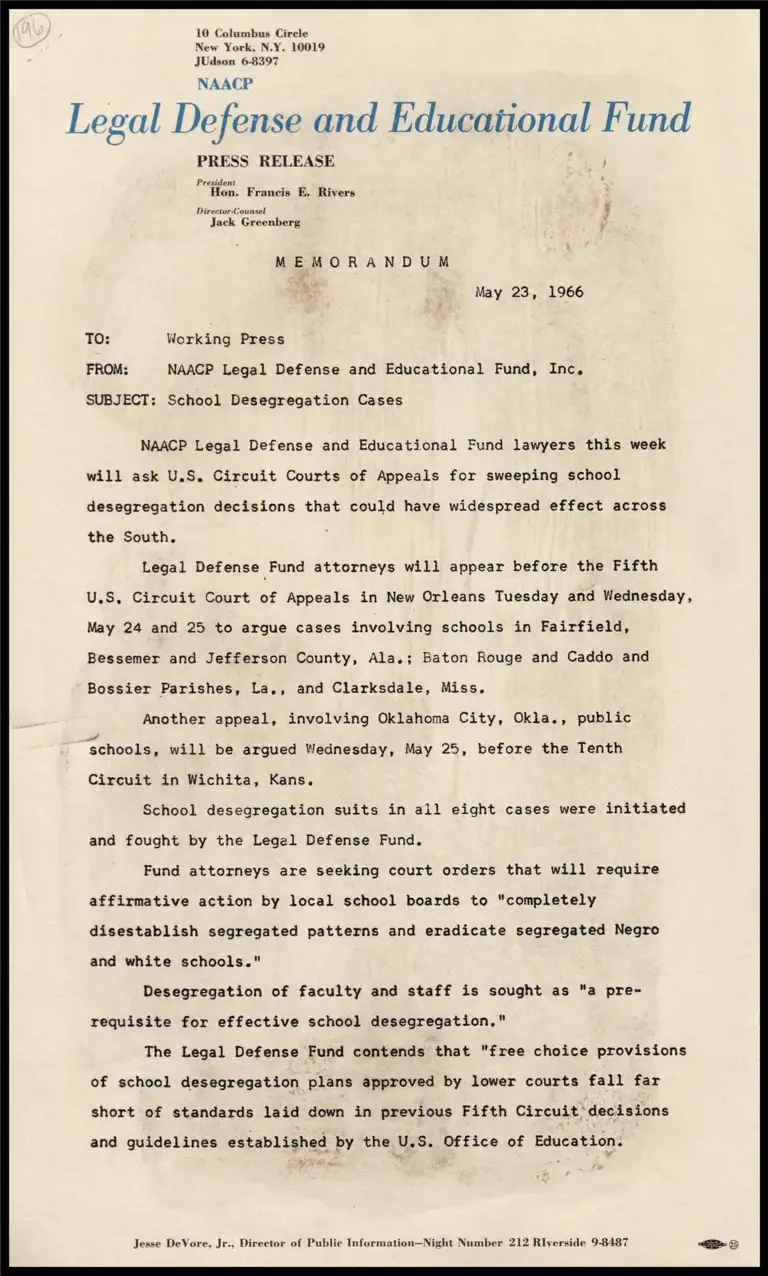 196
10 Columbus Circle
New York, N.Y. 10019
JUdson 6-8397
NAACP
Legal Defense and Educational Fund
PRESS RELEASE
President
Hon. Francis E. Rivers
Director-Counsel
Jack Greenberg
MEMORANDUM
May 23, 1966
TO: Working Press
FROM: NAACP Legal Defense and Educational Fund, Inc.
SUBJECT: School Desegregation Cases
NAACP Legal Defense and Educational Fund lawyers this week
will ask U.S. Circuit Courts of Appeals for sweeping school
desegregation decisions that could have widespread effect across
the South.
Legal Defense Fund attorneys will appear before the Fifth
U.S. Circuit Court of Appeals in New Orleans Tuesday and Wednesday,
May 24 and 25 to argue cases involving schools in Fairfield,
Bessemer and Jefferson County, Ala.; Baton Rouge and Caddo and
Bossier Parishes, La., and Clarksdale, Miss.
Another appeal, involving Oklahoma City, Okla., public
schools, will be argued Wednesday, May 25, before the Tenth
Circuit in Wichita, Kans.
School desegregation suits in all eight cases were initiated
and fought by the Legal Defense Fund.
Fund attorneys are seeking court orders that will require
affirmative action by local school boards to "completely
disestablish segregated patterns and eradicate segregated Negro
and white schools."
Desegregation of faculty and staff is sought as "a pre-
requisite for effective school desegregation."
The Legal Defense Fund contends that "free choice provisions
of school desegregation plans approved by lower courts fall far
short of standards laid down in previous Fifth Circuit decisions
and guidelines established by the U.S. Office of Education.
Jesse DeVore, Jr., Director of Public Information—Night Number 212 RIverside 9-8487